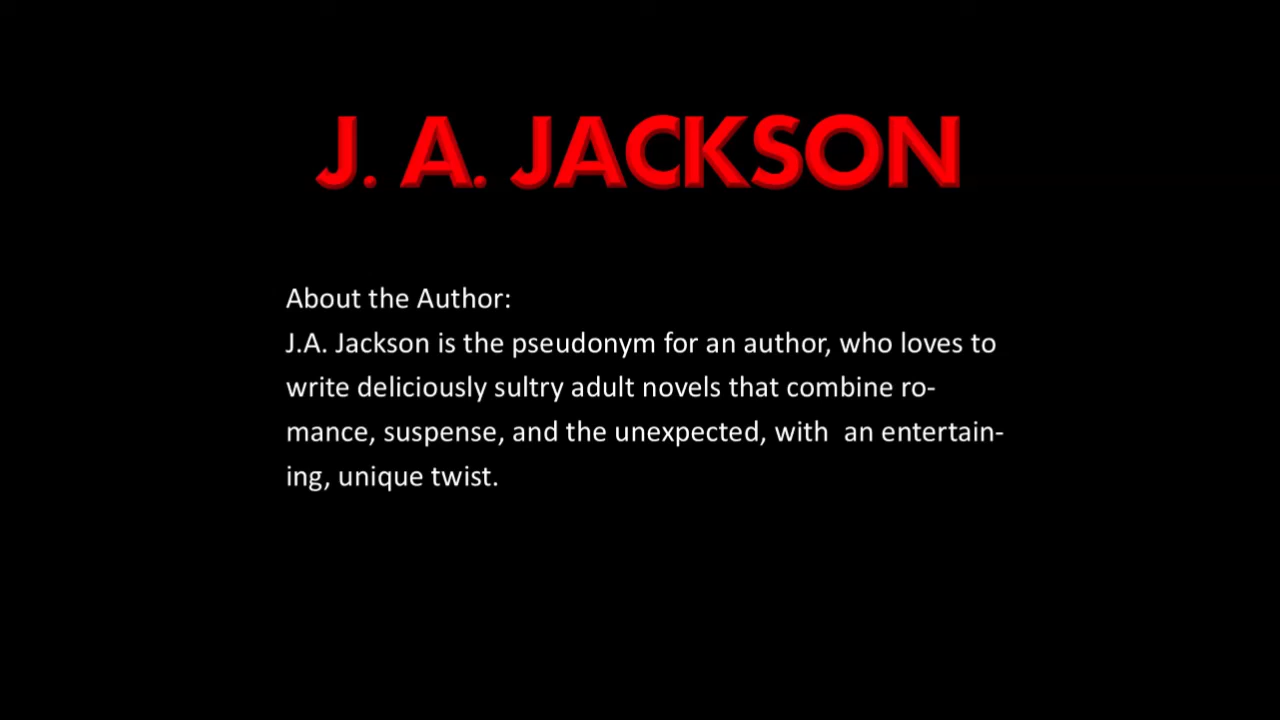 J. A. JACKSON
About the Author:
J.A. Jackson is the pseudonym for an author, who loves to
write deliciously sultry adult novels that combine ro-
mance, suspense, and the unexpected, with  an entertain-
ing, unique twist.